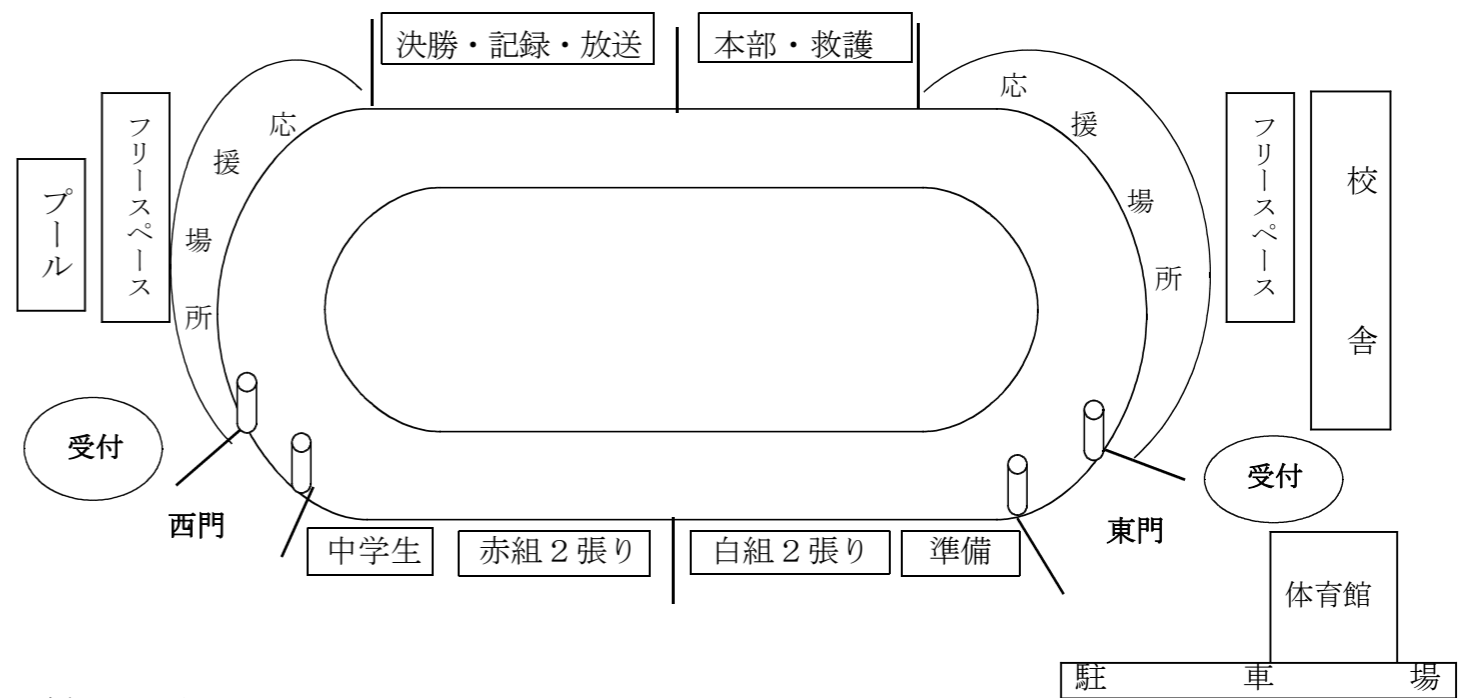 決勝・記録・放送
本部・救護
応援場所
応援場所
フリースペース
プール
フリースペース
校舎
受付
西門
受付
東門
中学生
赤組２張り
白組２張り
準備
体育館
駐車場